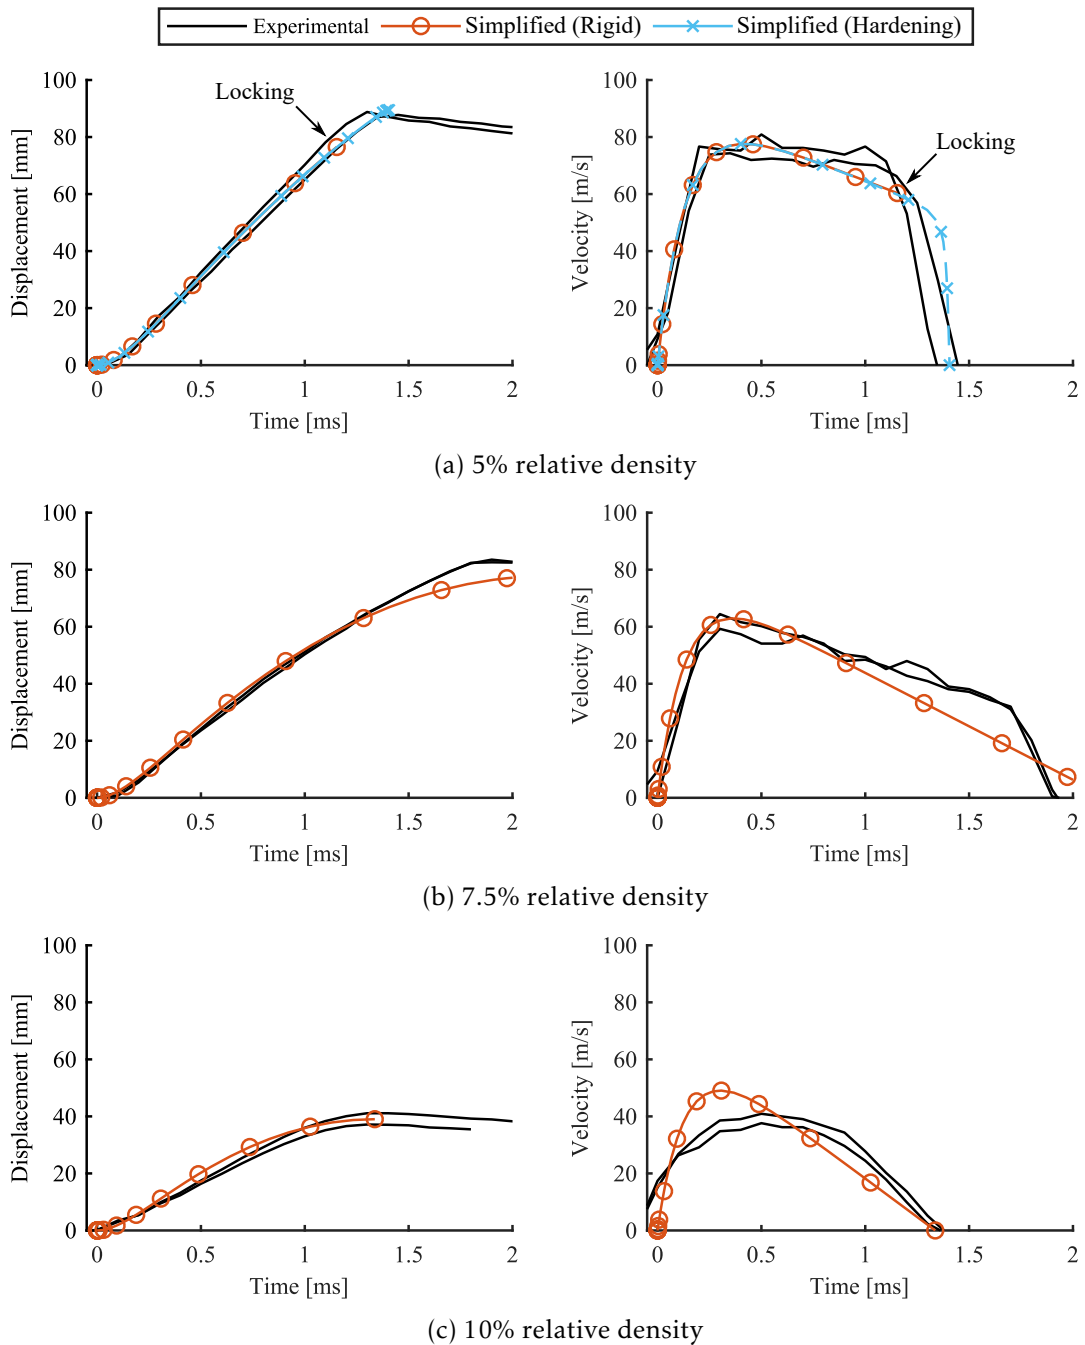 Experimental Simplified (Rigid) Simplified (Hardening)
100
80
60
40
20
0
Displacement [mm]
Locking
0 0.5 1 1.5 2
Time [ms]
100
80
60
40
20
0
Velocity [m/s]
Locking
0 0.5 1 1.5 2
Time [ms]
(a) 5% relative density
100
80
60
40
20
0
Displacement [mm]
0 0.5 1 1.5 2
Time [ms]
100
80
60
40
20
0
Velocity [m/s]
0 0.5 1 1.5 2
Time [ms]
(b) 7.5% relative density
100
80
60
40
20
0
Displacement [mm]
0 0.5 1 1.5 2
Time [ms]
100
80
60
40
20
0
Velocity [m/s]
0 0.5 1 1.5 2
Time [ms]
(c) 10% relative density